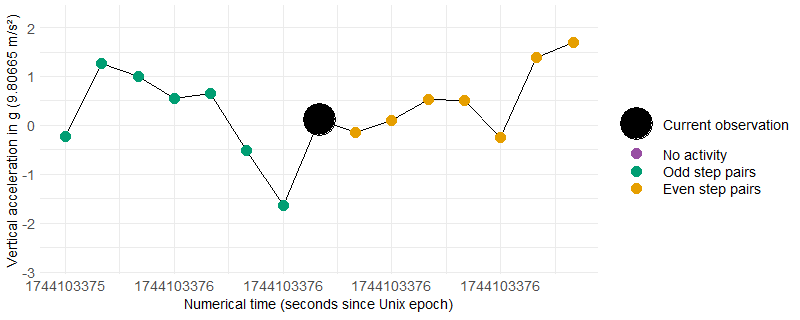 Vertical acceleration in g (9.80665 m/s²)
2
1
0
-1
-2
-3
1744103375 1744103376 1744103376 1744103376 1744103376
Numerical time (seconds since Unix epoch)
Current observation
No activity
Odd step pairs
Even step pairs